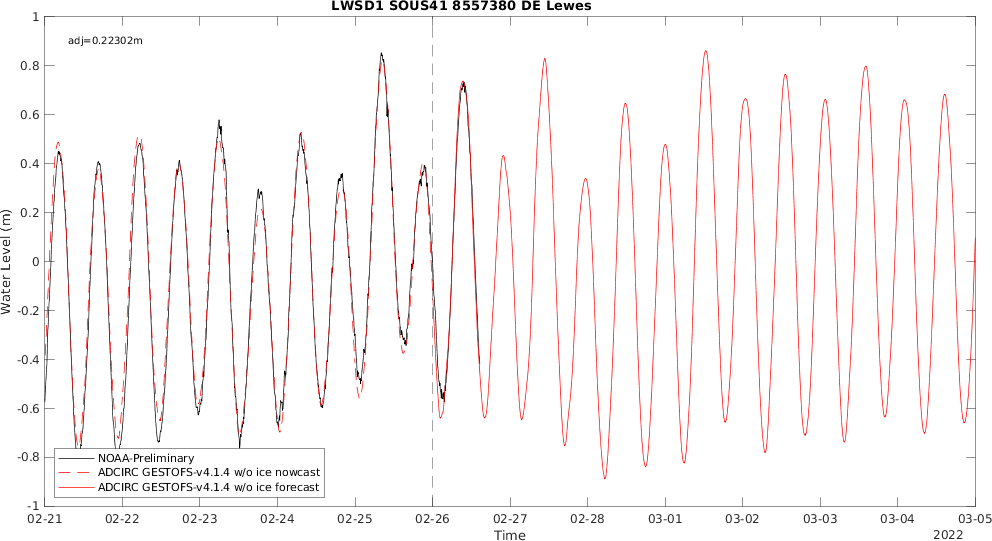 LWSD1 SOUS41 8557380 DE Lewes
adj=0.22302m
1
0.8
0.6
0.4
0.2
0
-0.2
-0.4
-0.6
-0.8
-1
Water Level (m)
NOAA-Preliminary
ADCIRC GESTOFS-v4.1.4 w/o ice nowcast
ADCIRC GESTOFS-v4.1.4 w/o ice forecast
02-21 02-22 02-23 02-24 02-25 02-26 02-27 02-28 03-01 03-02 03-03 03-04 03-05
Time
2022